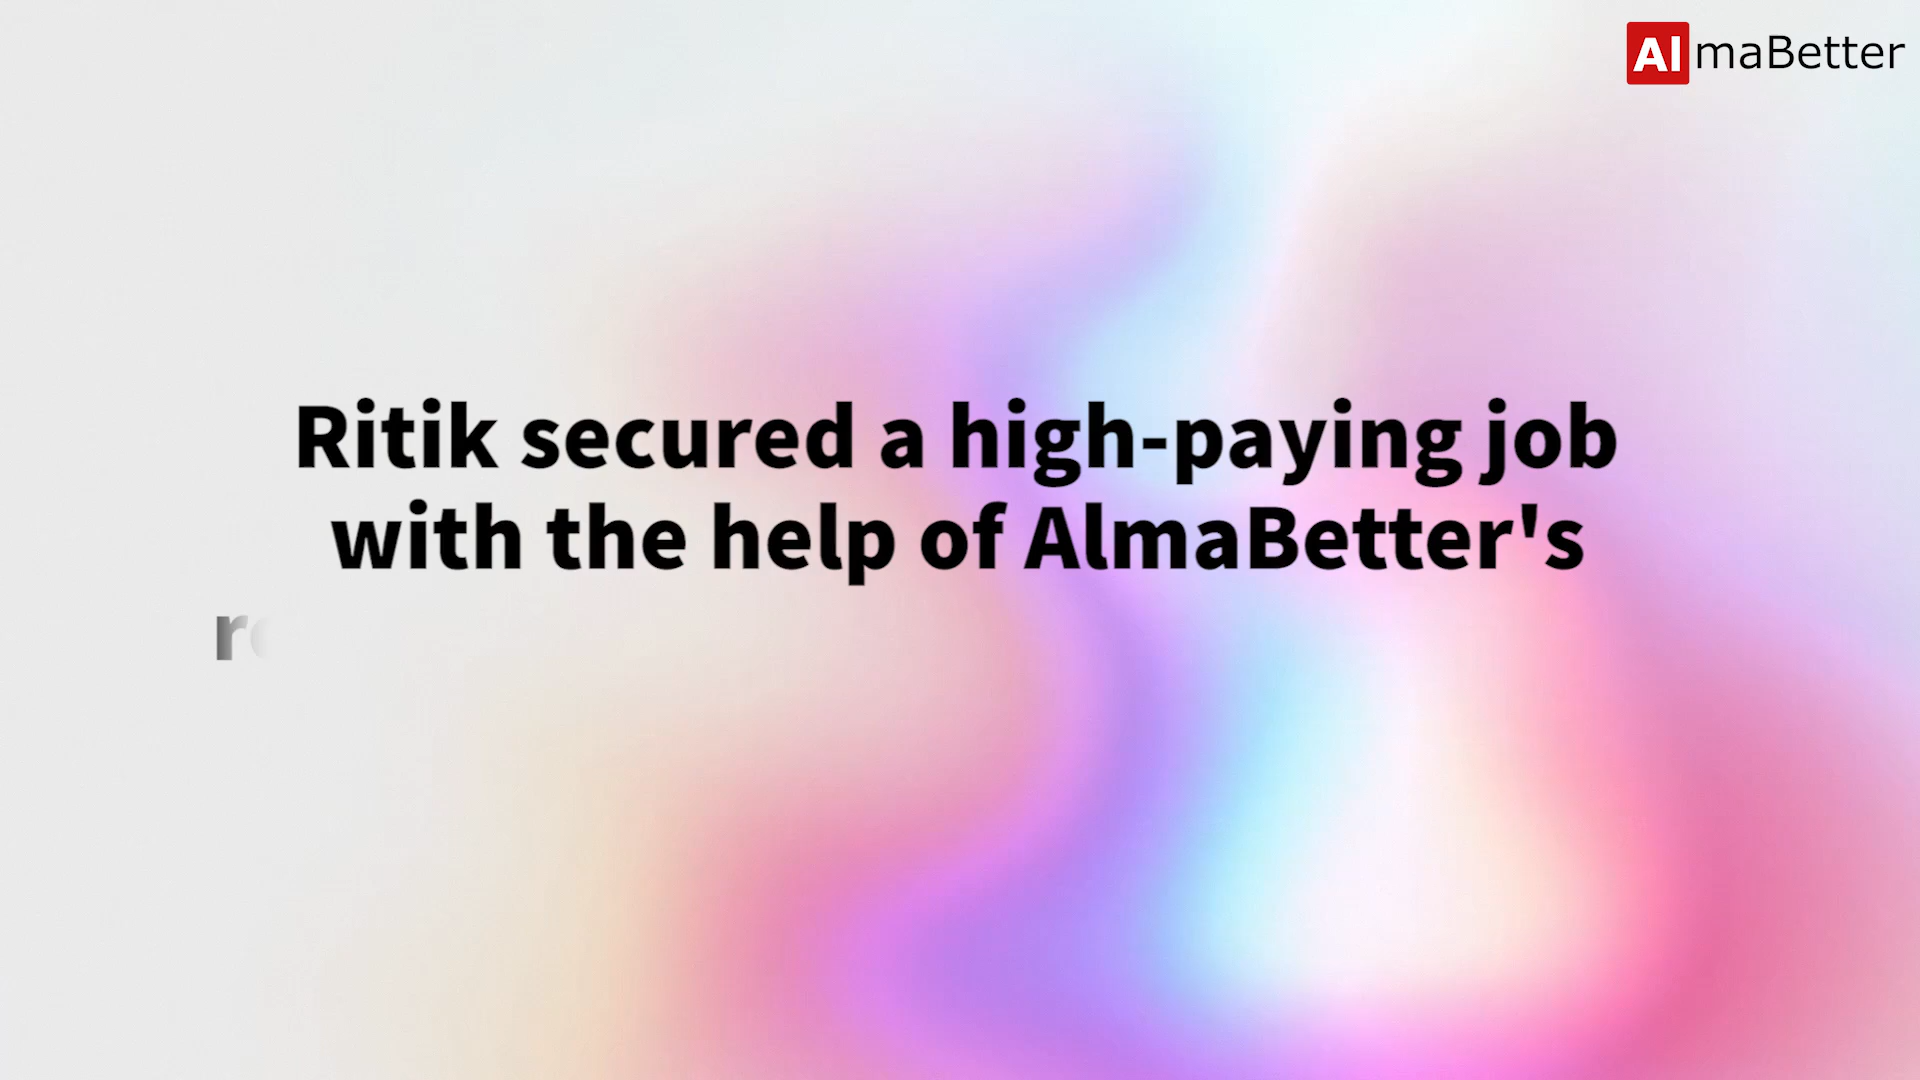 AlmaBetter
Ritik secured a high-paying job
with the help of AlmaBetter's